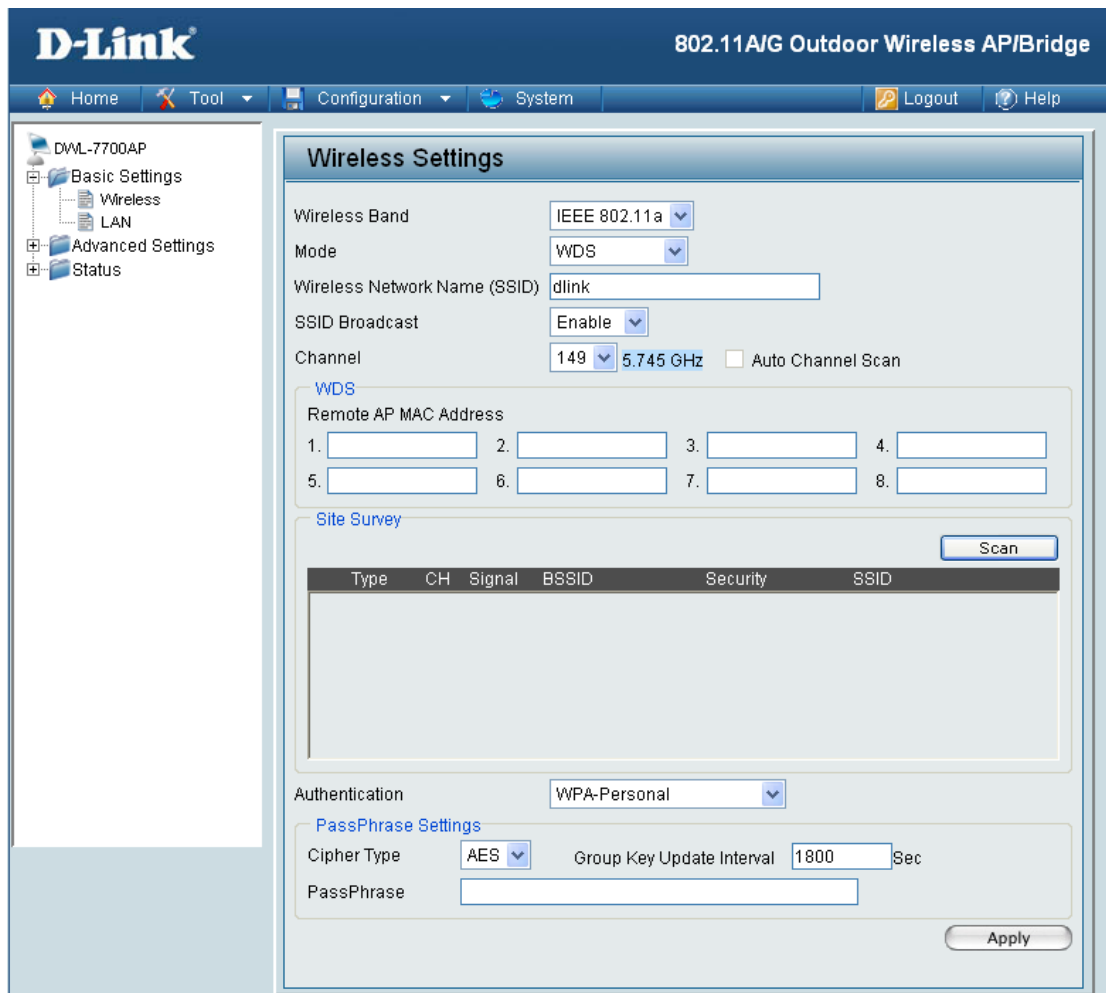 D-Link
802.11A/G Outdoor Wireless AP/Bridge
Home Tool Configuration System Logout Help
DWL-7700AP
Basic Settings
Wireless
LAN
Advanced Settings
Status
Wireless Settings
Wireless Band IEEE 802.11a
Mode WDS
Wireless Network Name (SSID) dlink
SSID Broadcast Enable
Channel 149 5.745 GHz Auto Channel Scan
WDS
Remote AP MAC Address
1. 2. 3. 4.
5. 6. 7. 8.
Site Survey
Scan
Type CH Signal BSSID Security SSID
Authentication WPA-Personal
PassPhrase Settings
Cipher Type AES Group Key Update Interval 1800 Sec
PassPhrase
Apply